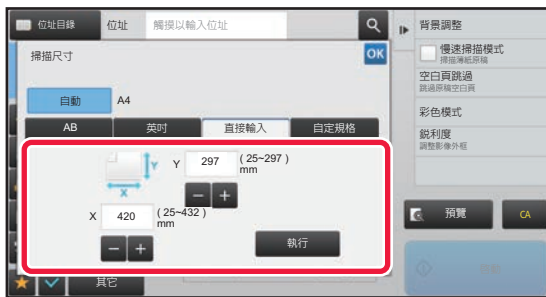 位址目錄
位址
觸摸以輸入位址
掃描尺寸
OK
自動
A4
AB
英吋
直接輸入
自定規格
Y
Y
297
( 25~297 )
mm
X
X
420
( 25~432 )
mm
執行
其它
背景調整
慢速掃描模式
掃描薄紙原稿
空白頁跳過
跳過原稿空白頁
彩色模式
銳利度
調整影像外框
預覽
CA